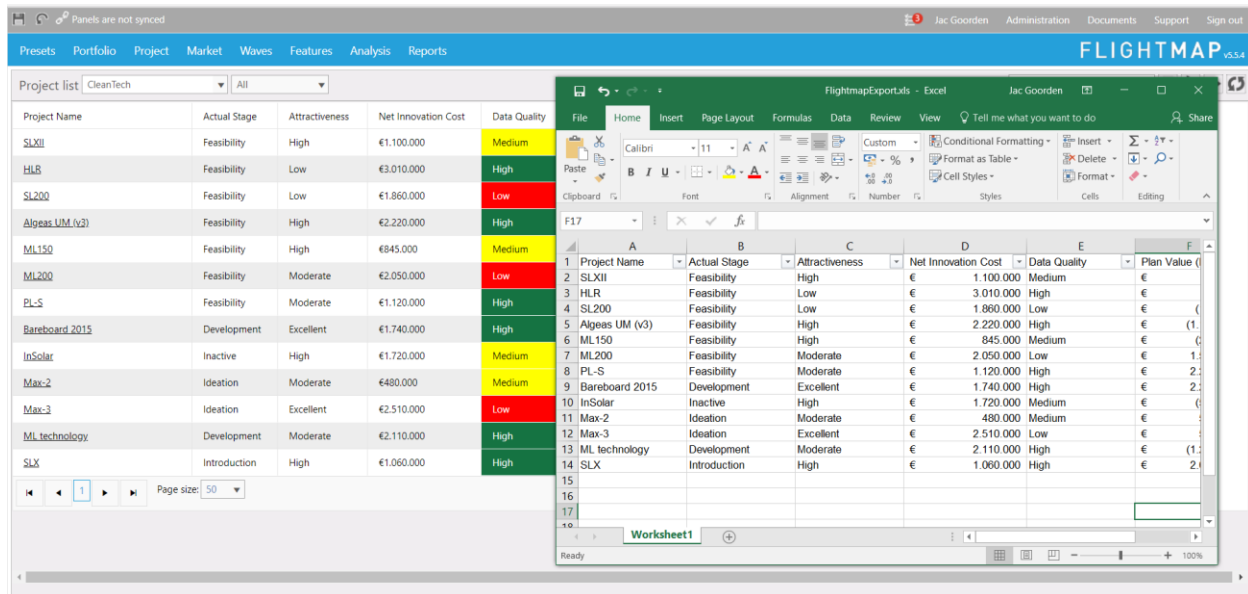 Panels are not synced
3 Jac Goorden Administration Documents Support Sign out
Presets Portfolio Project Market Waves Features Analysis Reports
FLIGHTMAP v5.5.4
Project list CleanTech All
Project Name Actual Stage Attractiveness Net Innovation Cost Data Quality
SLXII Feasibility High €1.100.000 Medium
HLR Feasibility Low €3.010.000 High
SL200 Feasibility Low €1.860.000 Low
Algeas UM (v3) Feasibility High €2.220.000 High
ML150 Feasibility High €845.000 Medium
ML200 Feasibility Moderate €2.050.000 Low
PL-S Feasibility Moderate €1.120.000 High
Bareboard 2015 Development Excellent €1.740.000 High
InSolar Inactive High €1.720.000 Medium
Max-2 Ideation Moderate €480.000 Medium
Max-3 Ideation Excellent €2.510.000 Low
ML technology Development Moderate €2.110.000 High
SLX Introduction High €1.060.000 High
1 Page size: 50
FlightmapExport.xls - Excel Jac Goorden
File Home Insert Page Layout Formulas Data Review View Tell me what you want to do Share
Paste Calibri 11 A A Custom Conditional Formatting Insert
B I U A % , Format as Table Delete
Cell Styles Format
Clipboard Font Alignment Number Styles Cells Editing
F17 fx
A B C D E F
1 Project Name Actual Stage Attractiveness Net Innovation Cost Data Quality Plan Value (
2 SLXII Feasibility High € 1.100.000 Medium €
3 HLR Feasibility Low € 3.010.000 High €
4 SL200 Feasibility Low € 1.860.000 Low € (
5 Algeas UM (v3) Feasibility High € 2.220.000 High € (1.
6 ML150 Feasibility High € 845.000 Medium €
7 ML200 Feasibility Moderate € 2.050.000 Low € 1.
8 PL-S Feasibility Moderate € 1.120.000 High € 2.
9 Bareboard 2015 Development Excellent € 1.740.000 High € 2.
10 InSolar Inactive High € 1.720.000 Medium €
11 Max-2 Ideation Moderate € 480.000 Medium €
12 Max-3 Ideation Excellent € 2.510.000 Low €
13 ML technology Development Moderate € 2.110.000 High € (1.
14 SLX Introduction High € 1.060.000 High € 2.
15
16
17
18
Worksheet1
Ready 100%